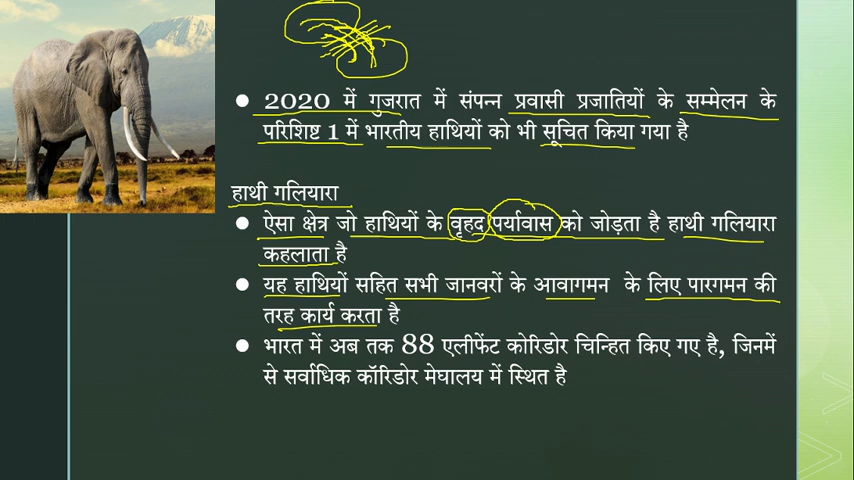 2020 में गुजरात में संपन्न प्रवासी प्रजातियों के सम्मेलन के
परिशिष्ट 1 में भारतीय हाथियों को भी सूचित किया गया है
हाथी गलियारा
ऐसा क्षेत्र जो हाथियों के वृहद पर्यावास को जोड़ता है हाथी गलियारा
कहलाता है
यह हाथियों सहित सभी जानवरों के आवागमन के लिए पारगमन की
तरह कार्य करता है
भारत में अब तक 88 एलीफेंट कोरिडोर चिन्हित किए गए है, जिनमें
से सर्वाधिक कॉरिडोर मेघालय में स्थित है